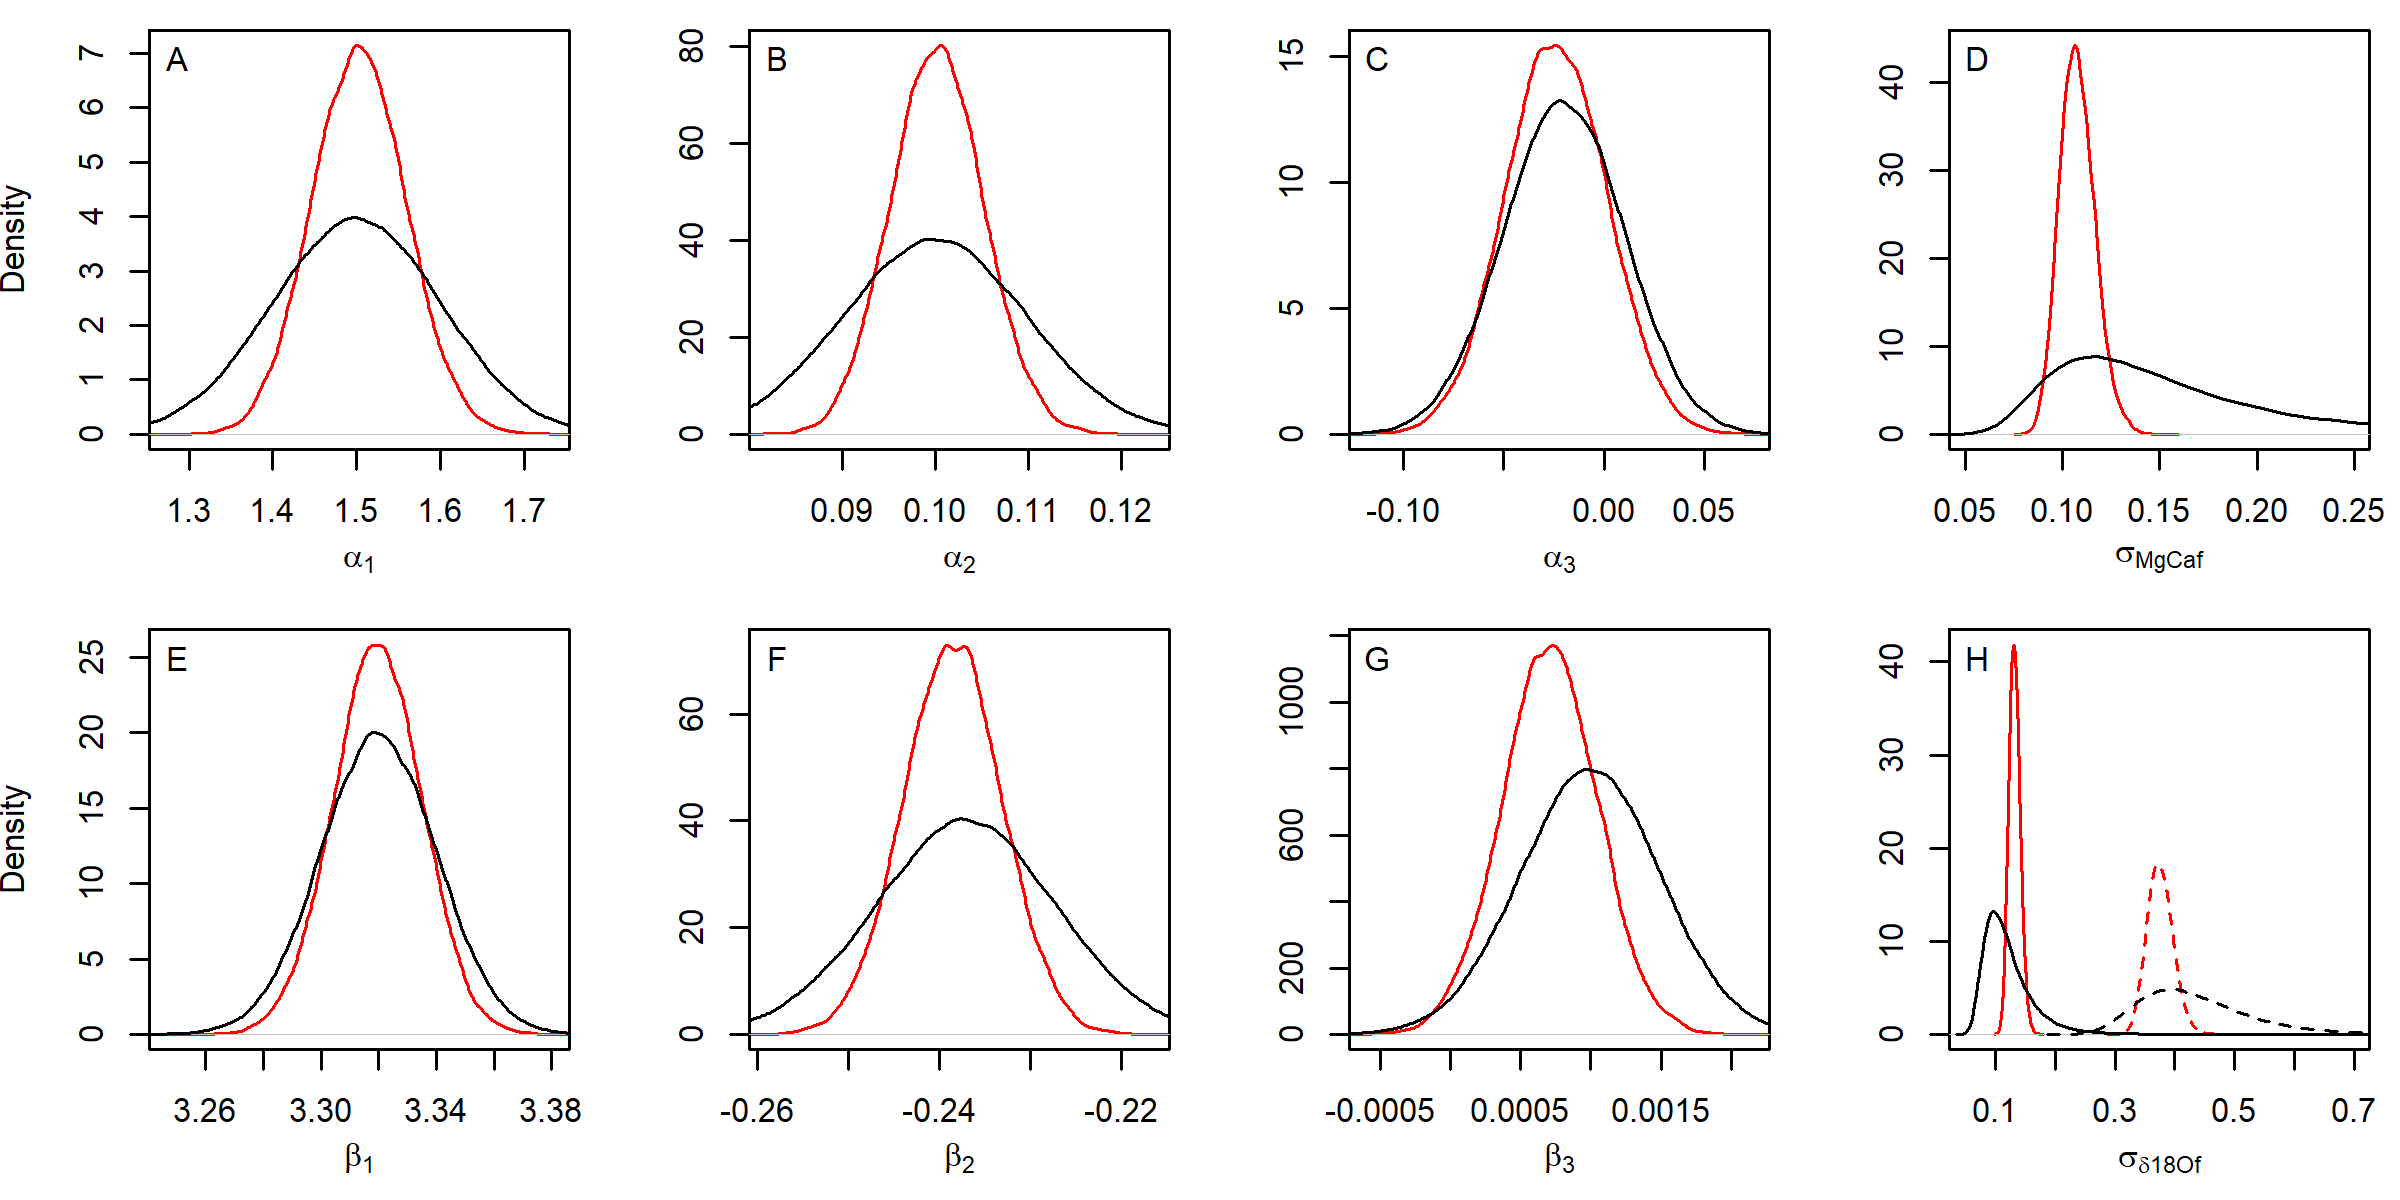 A
B
C
D
Density
0 1 2 3 4 5 6 7
0 20 40 60 80
0 5 10 15
0 10 20 30 40
1.3 1.4 1.5 1.6 1.7
0.09 0.10 0.11 0.12
-0.10 0.00 0.05
0.05 0.10 0.15 0.20 0.25
α1
α2
α3
σMgCaf
E
F
G
H
Density
0 5 10 15 20 25
0 20 40 60
0 200 600 1000
0 10 20 30 40
3.26 3.30 3.34 3.38
-0.26 -0.24 -0.22
-0.0005 0.0005 0.0015
0.1 0.3 0.5 0.7
β1
β2
β3
σδ18Of